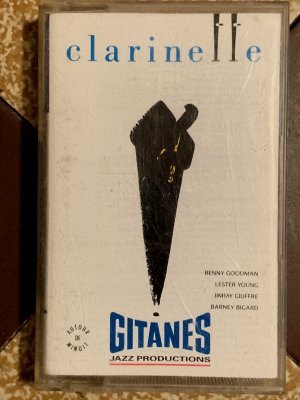 clarinette
BENNY GOODMAN
LESTER YOUNG
JIMMY GIUFFRE
BARNEY BIGARD
AUTOUR
DE
MINUIT
GITANES
JAZZ PRODUCTIONS